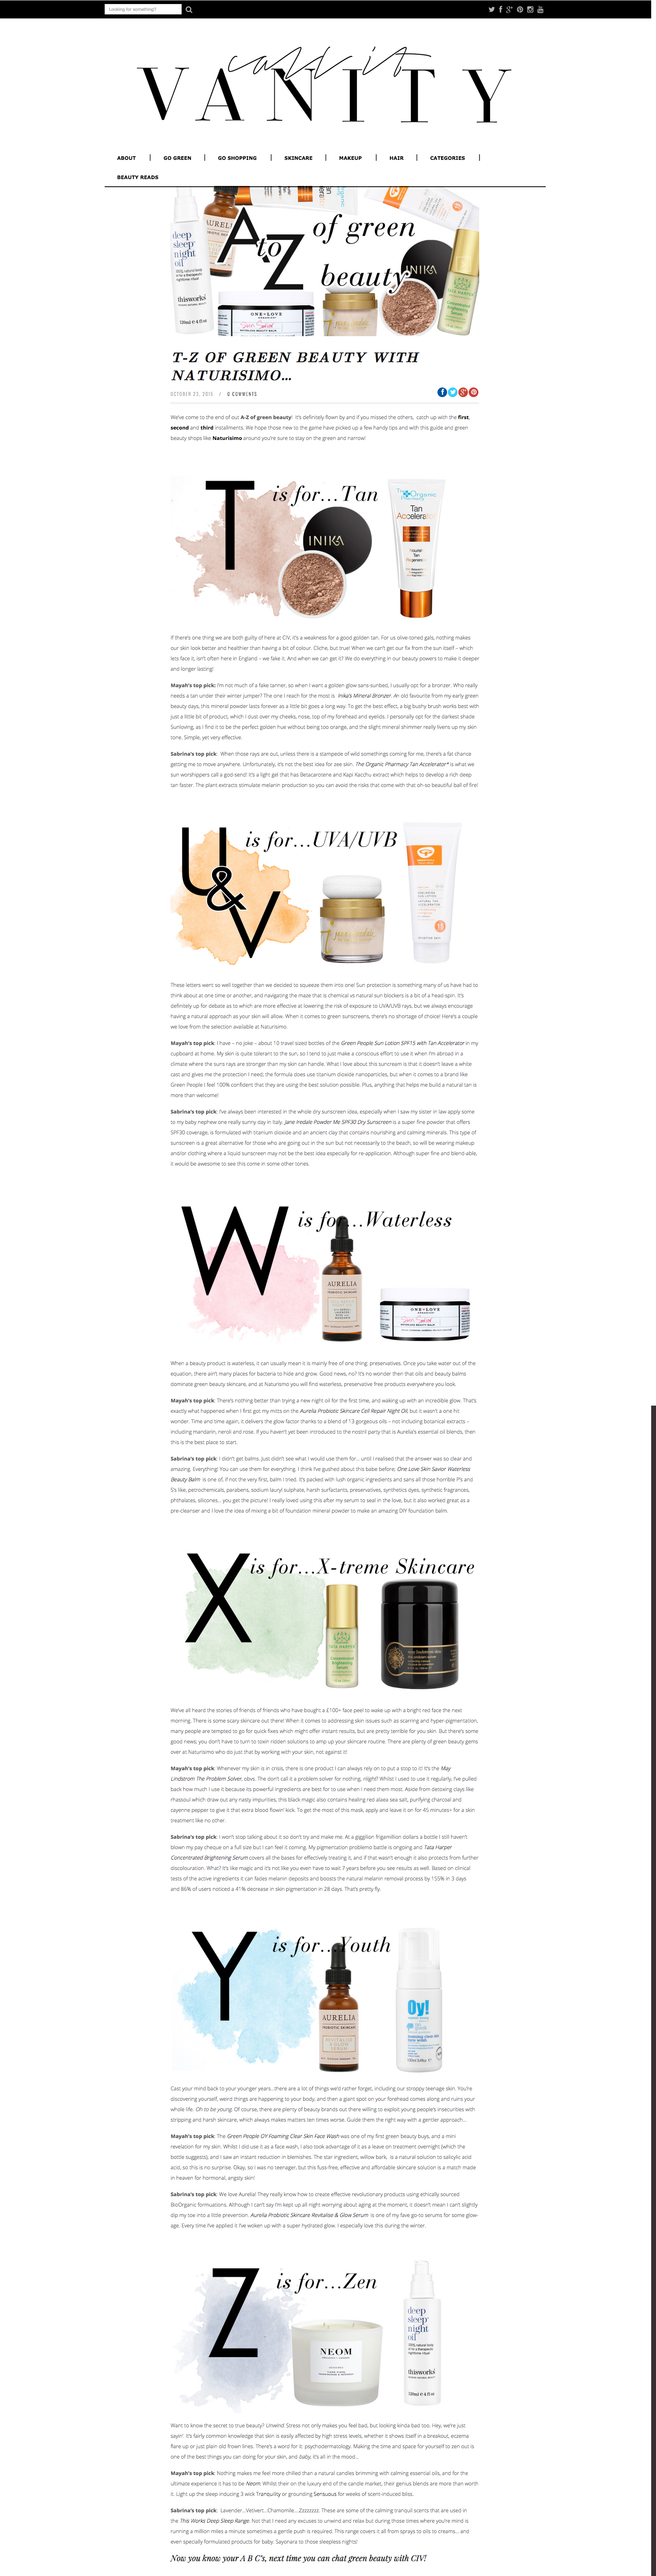 Looking for something?
call it
VANITY
ABOUT | GO GREEN | GO SHOPPING | SKINCARE | MAKEUP | HAIR | CATEGORIES |
BEAUTY READS
A to Z of green beauty
T-Z OF GREEN BEAUTY WITH
NATURISIMO...
OCTOBER 23, 2015 / 0 COMMENTS
We've come to the end of out A-Z of green beauty! It's definitely flown by and if you missed the others, catch up with the first,
second and third installments. We hope those new to the game have picked up a few handy tips and with this guide and green
beauty shops like Naturisimo around you're sure to stay on the green and narrow!
T is for...Tan
INIKA
The Organic Pharmacy
Tan
Accelerator
If there's one thing we are both guilty of here at CIV, it's a weakness for a good golden tan. For us olive-toned gals, nothing makes
our skin look better and healthier than having a bit of colour. Cliche, but true! When we can't get our fix from the sun itself – which
lets face it, isn't often here in England – we fake it. And when we can get it? We do everything in our beauty powers to make it deeper
and longer lasting!
Mayah's top pick: I'm not much of a fake tanner, so when I want a golden glow sans-sunbed, I usually opt for a bronzer. Who really
needs a tan under their winter jumper? The one I reach for the most is Inika's Mineral Bronzer. An old favourite from my early green
beauty days, this mineral powder lasts forever as a little bit goes a long way. To get the best effect, a big bushy brush works best with
just a little bit of product, which I dust over my cheeks, nose, top of my forehead and eyelids. I personally opt for the darkest shade
Sunloving, as I find it to be the perfect golden hue without being too orange, and the slight mineral shimmer really livens up my skin
tone. Simple, yet very effective.
Sabrina's top pick: When those rays are out, unless there is a stampede of wild somethings coming for me, there's a fat chance
getting me to move anywhere. Unfortunately, it's not the best idea for zee skin. The Organic Pharmacy Tan Accelerator* is what we
sun worshippers call a god-send! It's a light gel that has Betacarotene and Kapi Kacchu extract which helps to develop a rich deep
tan faster. The plant extracts stimulate melanin production so you can avoid the risks that come with that oh so beautiful ball of fire!
U & V is for...UVA/UVB
These letters went so well together than we decided to squeeze them into one! Sun protection is something many of us have had to
think about at one time or another, and navigating the maze that is chemical vs natural sun blockers is a bit of a head-spin. It's
definitely up for debate as to which are more effective at lowering the risk of exposure to UVA/UVB rays, but we always encourage
having a natural approach as your skin will allow. When it comes to green sunscreens, there's no shortage of choice! Here's a couple
we love from the selection available at Naturisimo.
Mayah's top pick: I have – no joke – about 10 travel sized bottles of the Green People Sun Lotion SPF15 with Tan Accelerator in my
cupboard at home. My skin is quite tolerant to the sun, so I tend to just make a conscious effort to use it when I'm abroad in a
climate where the suns rays are stronger than my skin can handle. What I love about this suncream is that it doesn't leave a white
cast and gives me the protection I need; the formula does use titanium dioxide nanoparticles, but when it comes to a brand like
Green People I feel 100% confident that they are using the best solution possible. Plus, anything that helps me build a natural tan is
more than welcome!
Sabrina's top pick: I've always been interested in the whole dry sunscreen idea, especially when I saw my sister in law apply some
to my baby nephew one really sunny day in Italy. Jane Iredale Powder Me SPF30 Dry Sunscreen is a super fine powder that offers
SPF30 coverage, is formulated with titanium dioxide and an ancient clay that contains nourishing and calming minerals. This type of
sunscreen is a great alternative for those who are going out in the sun but not necessarily to the beach, so will be wearing makeup
and/or clothing where a liquid sunscreen may not be the best idea especially for re-application. Although super fine and blend-able,
it would be awesome to see this come in some other tones.
W is for...Waterless
AURELIA
ONE LOVE
When a beauty product is waterless, it can usually mean it is mainly free of one thing: preservatives. Once you take water out of the
equation, there ain't many places for bacteria to hide and grow. Good news, no? It's no wonder then that oils and beauty balms
dominate green beauty skincare, and at Naturisimo you will find waterless, preservative free products everywhere you look.
Mayah's top pick: There's nothing better than trying a new night oil for the first time, and waking up with an incredible glow. That's
exactly what happened when I first got my mitts on the Aurelia Probiotic Skincare Cell Repair Night Oil, but it wasn't a one hit
wonder. Time and time again, it delivers the glow factor thanks to a blend of 13 gorgeous oils – not including botanical extracts –
including mandarin, neroli and rose. If you haven't yet been introduced to the nostril party that is Aurelia's essential oil blends, then
this is the best place to start.
Sabrina's top pick: I didn't get balms. Just didn't see what I would use them for... until I realised that the answer was so clear and
amazing. Everything! You can use them for everything. I think I've gushed about this babe before; One Love Skin Savior Waterless
Beauty Balm is one of, if not the very first, balm I tried. It's packed with lush organic ingredients and sans all those horrible P's and
S's like, petrochemicals, parabens, sodium lauryl sulphate, harsh surfactants, preservatives, synthetics dyes, synthetic fragrances,
phthalates, silicones... you get the picture! I really loved using this after my serum to seal in the love, but it also worked great as a
pre-cleanser and I love the idea of mixing a bit of foundation mineral powder to make an amazing DIY foundation balm.
X is for...X-treme Skincare
We've all heard the stories of friends of friends who have bought a £100+ face peel to wake up with a bright red face the next
morning. There is some scary skincare out there! When it comes to addressing skin issues such as scarring and hyper-pigmentation,
many people are tempted to go for quick fixes which might offer instant results, but are pretty terrible for you skin. But there's some
good news; you don't have to turn to toxin ridden solutions to amp up your skincare routine. There are plenty of green beauty gems
over at Naturisimo who do just that by working with your skin, not against it!
Mayah's top pick: Whenever my skin is in crisis, there is one product I can always rely on to put a stop to it! It's the May
Lindstrom The Problem Solver, obvs. The don't call it a problem solver for nothing, riiight? Whilst I used to use it regularly, I've pulled
back how much I use it because its powerful ingredients are best for to use when I need them most. Aside from detoxing clays like
rhassoul which draw out any nasty impurities, this black magic also contains healing red alaea sea salt, purifying charcoal and
cayenne pepper to give it that extra blood flowin' kick. To get the most of this mask, apply and leave it on for 45 minutes+ for a skin
treatment like no other.
Sabrina's top pick: I won't stop talking about it so don't try and make me. At a gggllion frigamillion dollars a bottle I still haven't
blown my pay cheque on a full size but I can feel it coming. My pigmentation problemo battle is ongoing and Tata Harper
Concentrated Brightening Serum covers all the bases for effectively treating it, and if that wasn't enough it also protects from further
discolouration. What? It's like magic and it's not like you even have to wait 7 years before you see results as well. Based on clinical
tests of the active ingredients it can fades melanin deposits and boosts the natural melanin removal process by 155% in 3 days
and 86% of users noticed a 41% decrease in skin pigmentation in 28 days. That's pretty fly.
Y is for...Youth
AURELIA
Oy!
Cast your mind back to your younger years...there are a lot of things we'd rather forget, including our stroppy teenage skin. You're
discovering yourself, weird things are happening to your body, and then a giant spot on your forehead comes along and ruins your
whole life. Oh to be young. Of course, there are plenty of beauty brands out there willing to exploit young people's insecurities with
stripping and harsh skincare, which always makes matters ten times worse. Guide them the right way with a gentler approach...
Mayah's top pick: The Green People OY Foaming Clear Skin Face Wash was one of my first green beauty buys, and a mini
revelation for my skin. Whilst I did use it as a face wash, I also took advantage of it as a leave on treatment overnight (which the
bottle suggests), and I saw an instant reduction in blemishes. The star ingredient, willow bark, is a natural solution to salicylic acid
acid, so this is no surprise. Okay, so I was no teenager, but this fuss-free, effective and affordable skincare solution is a match made
in heaven for hormonal, angsty skin!
Sabrina's top pick: We love Aurelia! They really know how to create effective revolutionary products using ethically sourced
BioOrganic formuations. Although I can't say I'm kept up all night worrying about aging at the moment, it doesn't mean I can't slightly
dip my toe into a little prevention. Aurelia Probiotic Skincare Revitalise & Glow Serum is one of my fave go-to serums for some glow-
age. Every time I've applied it I've woken up with a super hydrated glow. I especially love this during the winter.
Z is for...Zen
NEOM
deep
sleep
night
oil
thisworks
Want to know the secret to true beauty? Unwind. Stress not only makes you feel bad, but looking kinda bad too. Hey, we're just
sayin'. It's fairly common knowledge that skin is easily affected by high stress levels, whether it shows itself in a breakout, eczema
flare up or just plain old frown lines. There's a word for it: psychodermatology. Making the time and space for yourself to zen out is
one of the best things you can doing for your skin, and baby, it's all in the mood...
Mayah's top pick: Nothing makes me feel more chilled than a natural candles brimming with calming essential oils, and for the
ultimate experience it has to be Neom. Whilst their on the luxury end of the candle market, their genius blends are more than worth
it. Light up the sleep inducing 3 wick Tranquility or grounding Sensuous for weeks of scent-induced bliss.
Sabrina's top pick: Lavender...Vetivert...Chamomile....Zzzzzzzz. These are some of the calming tranquil scents that are used in
the This Works Deep Sleep Range. Not that I need any excuses to unwind and relax but during those times where you're mind is
running a million miles a minute sometimes a gentle push is required. This range covers it all from sprays to oils to creams... and
even specially formulated products for baby. Sayonara to those sleepless nights!
Now you know your A B C's, next time you can chat green beauty with CIV!